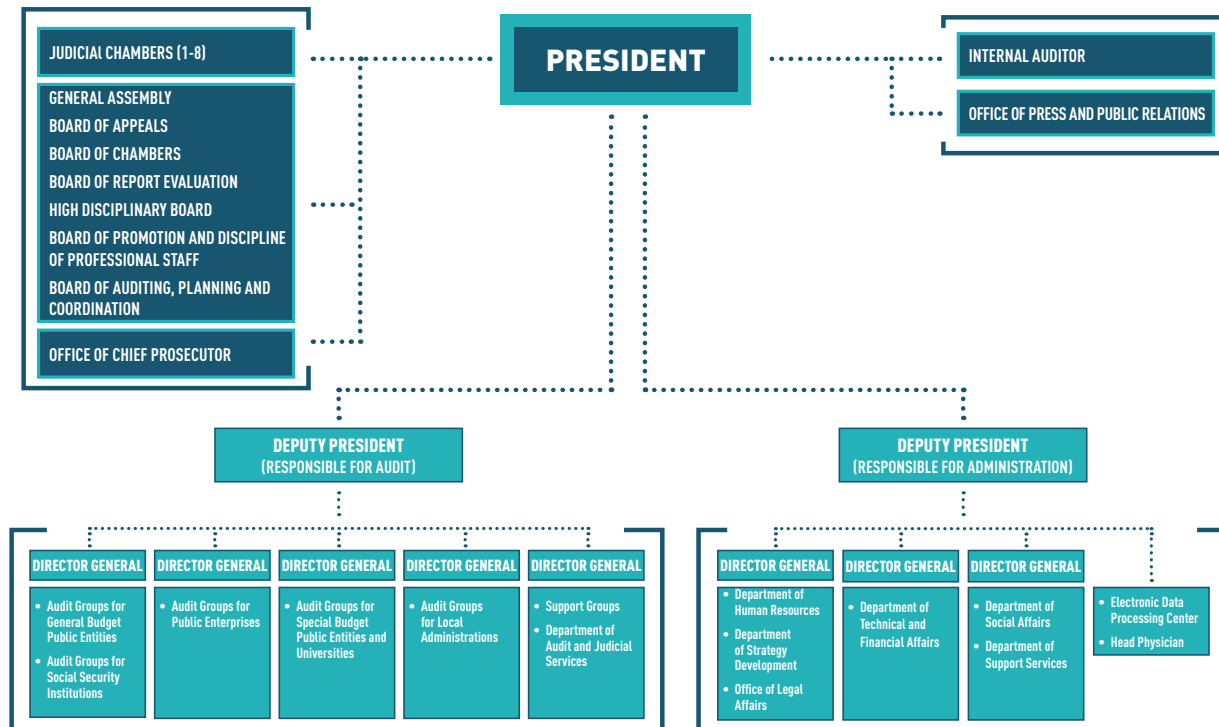 JUDICIAL CHAMBERS (1-8)
GENERAL ASSEMBLY
BOARD OF APPEALS
BOARD OF CHAMBERS
BOARD OF REPORT EVALUATION
HIGH DISCIPLINARY BOARD
BOARD OF PROMOTION AND DISCIPLINE
OF PROFESSIONAL STAFF
BOARD OF AUDITING, PLANNING AND
COORDINATION
OFFICE OF CHIEF PROSECUTOR
PRESIDENT
INTERNAL AUDITOR
OFFICE OF PRESS AND PUBLIC RELATIONS
DEPUTY PRESIDENT
(RESPONSIBLE FOR AUDIT)
DEPUTY PRESIDENT
(RESPONSIBLE FOR ADMINISTRATION)
DIRECTOR GENERAL
• Audit Groups for
General Budget
Public Entities
• Audit Groups for
Social Security
Institutions
DIRECTOR GENERAL
• Audit Groups for
Public Enterprises
DIRECTOR GENERAL
• Audit Groups for
Special Budget
Public Entities and
Universities
DIRECTOR GENERAL
• Audit Groups
for Local
Administrations
DIRECTOR GENERAL
• Support Groups
• Department of
Audit and Judicial
Services
DIRECTOR GENERAL
• Department of
Human Resources
• Department
of Strategy
Development
• Office of Legal
Affairs
DIRECTOR GENERAL
• Department of
Technical and
Financial Affairs
DIRECTOR GENERAL
• Department of
Social Affairs
• Department of
Support Services
• Electronic Data
Processing Center
• Head Physician